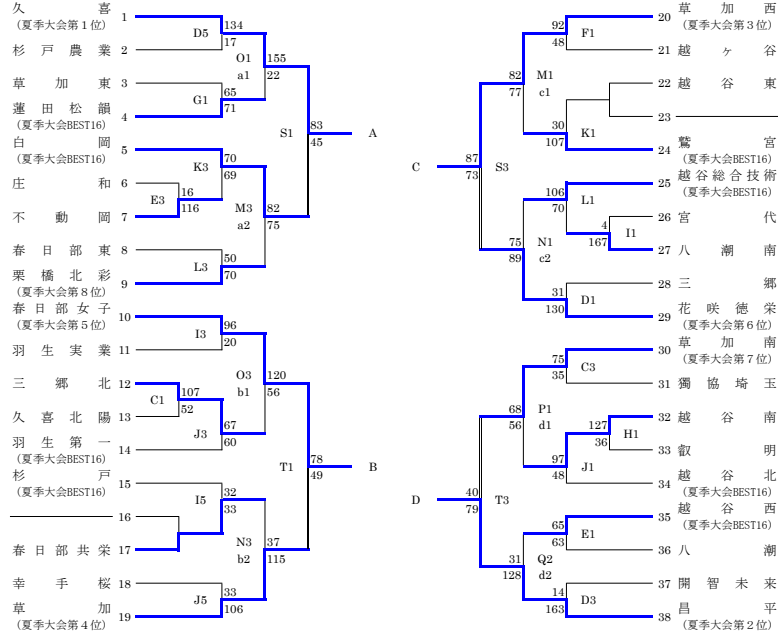 久喜 1
(夏季大会第1位)
134
D5
17
杉戸農業 2
O1 155
a1 22
草加東 3
65
G1
71
蓮田松韻 4
(夏季大会BEST16)
S1 83 A
45
白岡 5
(夏季大会BEST16)
70
K3
69
庄和 6
16
E3
116
不動岡 7
M3 82
a2 75
春日部東 8
50
L3
70
栗橋北彩 9
(夏季大会第8位)
春日部女子 10
(夏季大会第5位)
96
I3
20
羽生実業 11
O3 120
b1 56
三郷北 12
107
C1
52
久喜北陽 13
67
J3
60
羽生第一 14
(夏季大会BEST16)
T1 78 B
49
杉戸 15
(夏季大会BEST16)
32
I5
33
16
春日部共栄 17
N3 37
b2 115
幸手桜 18
33
J5
106
草加 19
(夏季大会第4位)
20 草加西
(夏季大会第3位)
92
F1
48
21 越ヶ谷
82 M1
77 c1
22 越谷東
23
30
K1
107
24 鷲宮
(夏季大会BEST16)
C 87 S3
73
25 越谷総合技術
(夏季大会BEST16)
106
L1
70
26 宮代
4
I1
167
27 八潮南
75 N1
89 c2
28 三郷
31
D1
130
29 花咲徳栄
(夏季大会第6位)
30 草加南
(夏季大会第7位)
75
C3
35
31 獨協埼玉
68 P1
56 d1
32 越谷南
127
H1
36
33 叡明
97
J1
48
34 越谷北
(夏季大会BEST16)
D 40 T3
79
35 越谷西
(夏季大会BEST16)
65
E1
63
36 八潮
31 Q2
128 d2
37 開智未来
14
D3
163
38 昌平
(夏季大会第2位)